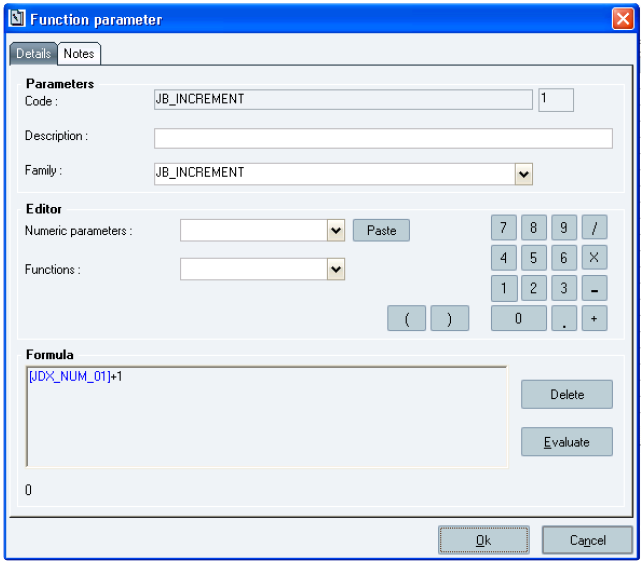 Function parameter
Details Notes
Parameters
Code : JB_INCREMENT 1
Description :
Family : JB_INCREMENT
Editor
Numeric parameters : Paste 7 8 9 /
4 5 6 X
Functions :
1 2 3 -
( ) 0 . +
Formula
[JDX_NUM_01]+1
Delete
Evaluate
0
Ok Cancel